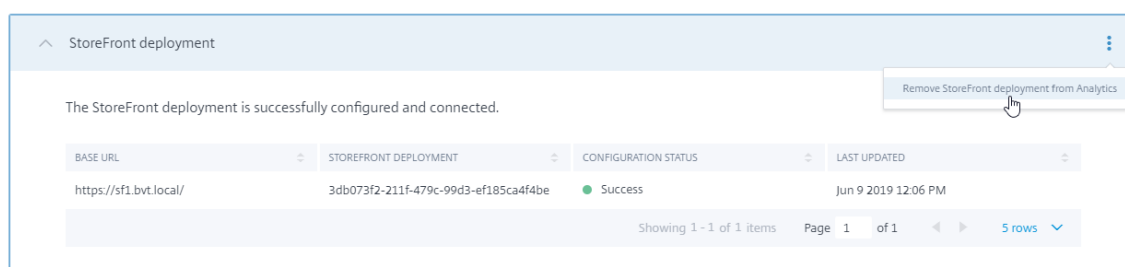 StoreFront deployment
Remove StoreFront deployment from Analytics
The StoreFront deployment is successfully configured and connected.
BASE URL STOREFRONT DEPLOYMENT CONFIGURATION STATUS LAST UPDATED
https://sf1.bvt.local/ 3db073f2-211f-479c-99d3-ef185ca4f4be Success Jun 9 2019 12:06 PM
Showing 1 - 1 of 1 items Page 1 of 1 5 rows